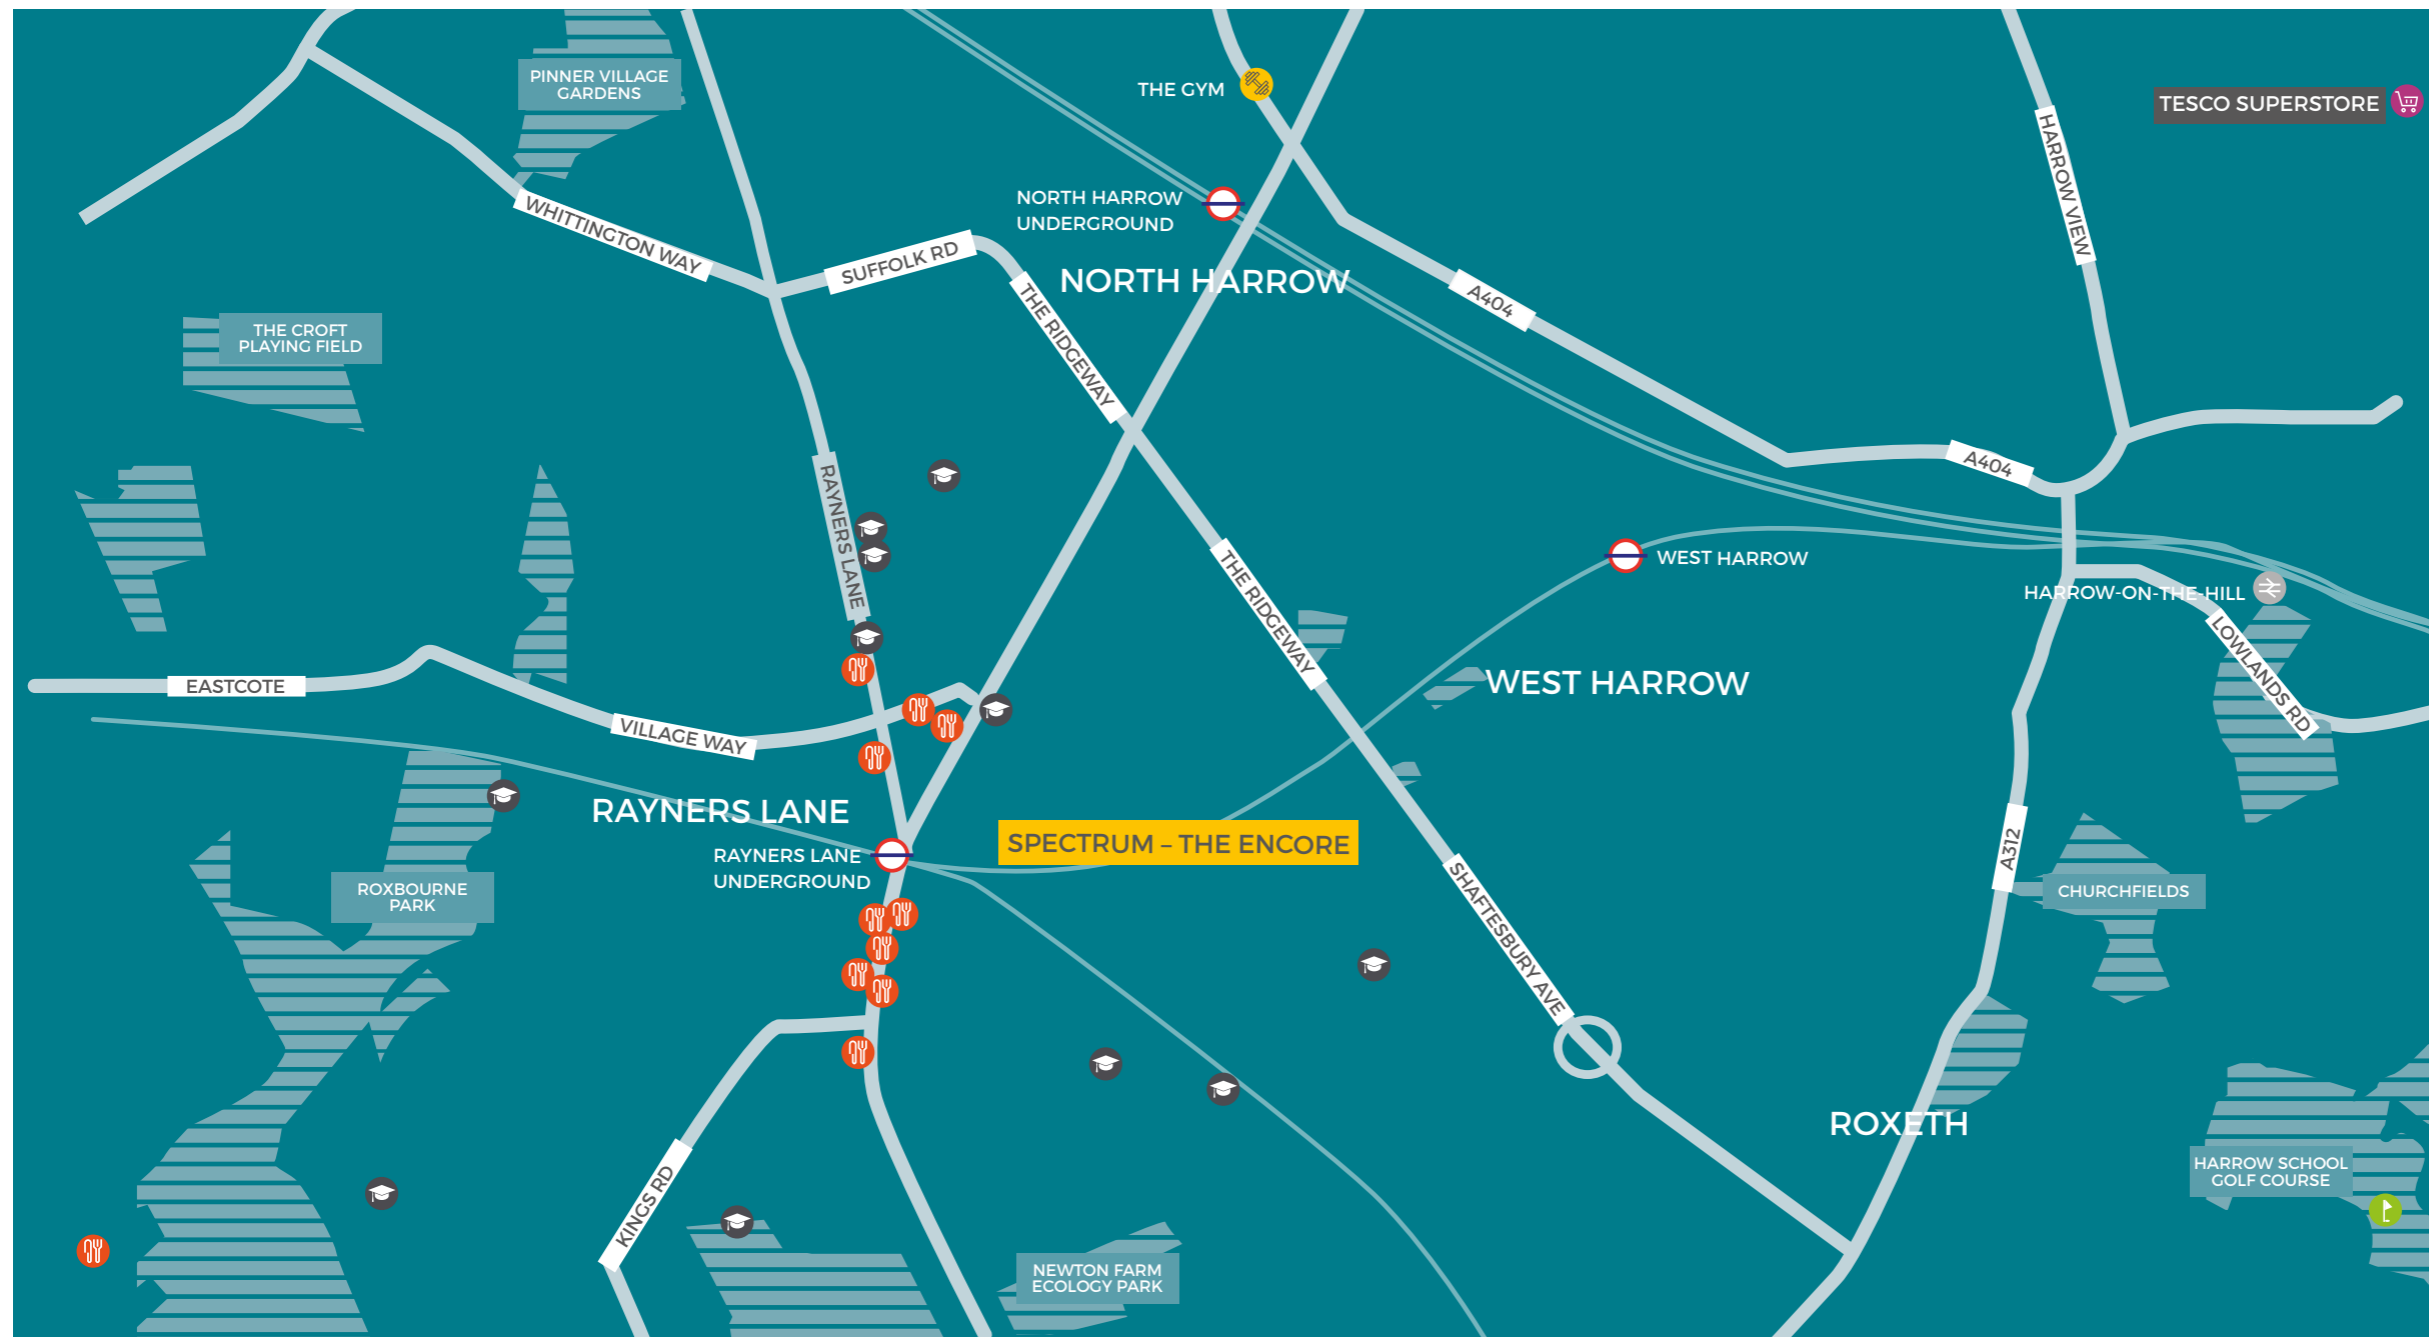 PINNER VILLAGE
GARDENS
THE GYM
TESCO SUPERSTORE
HARROW VIEW
WHITTINGTON WAY
SUFFOLK RD
NORTH HARROW
UNDERGROUND
NORTH HARROW
THE RIDGEWAY
A404
THE CROFT
PLAYING FIELD
RAYNERS LANE
A404
WEST HARROW
THE RIDGEWAY
HARROW-ON-THE-HILL
LOWLANDS RD
EASTCOTE
VILLAGE WAY
WEST HARROW
RAYNERS LANE
SPECTRUM – THE ENCORE
RAYNERS LANE
UNDERGROUND
A312
ROXBOURNE
PARK
SHAFTESBURY AVE
CHURCHFIELDS
ROXETH
KINGS RD
HARROW SCHOOL
GOLF COURSE
NEWTON FARM
ECOLOGY PARK